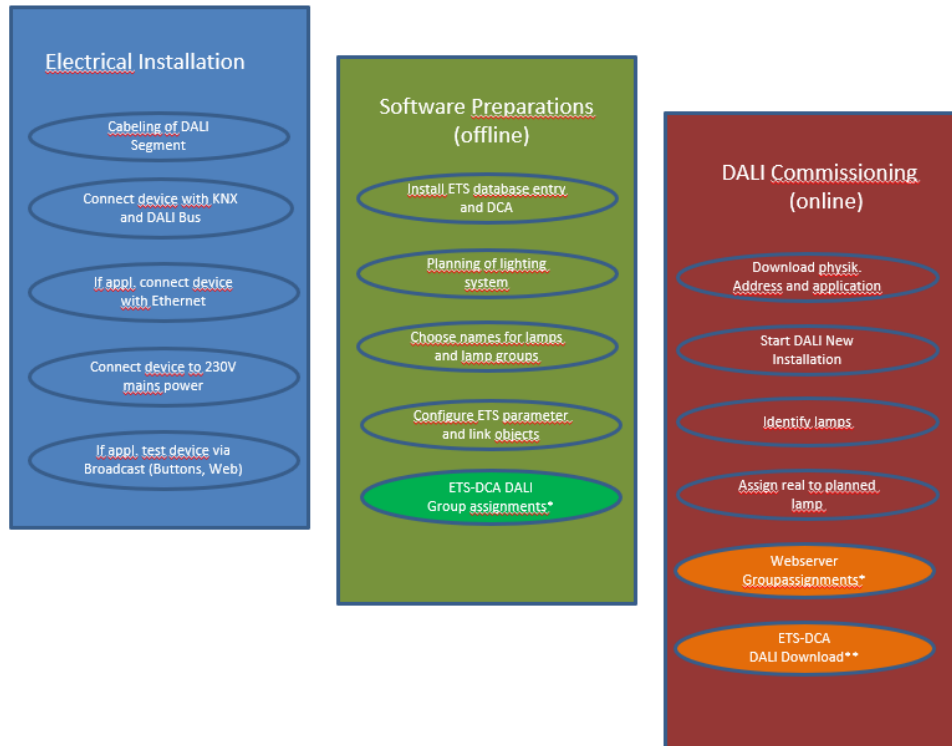 Electrical Installation
Cabeling of DALI
Segment
Connect device with KNX
and DALI Bus
If appl. connect device
with Ethernet
Connect device to 230V
mains power
If appl. test device via
Broadcast (Buttons, Web)
Software Preparations
(offline)
Install ETS database entry
and DCA
Planning of lighting
system
Choose names for lamps
and lamp groups
Configure ETS parameter
and link objects
ETS-DCA DALI
Group assignments*
DALI Commissioning
(online)
Download physik.
Address and application
Start DALI New
Installation
Identify lamps
Assign real to planned
lamp
Webserver
Groupassignments*
ETS-DCA
DALI Download**